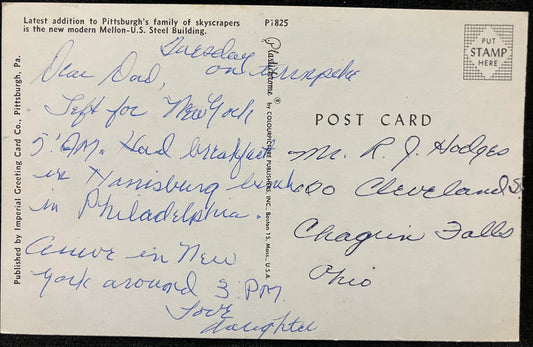 Latest addition to Pittsburgh's family of skyscrapers
is the new modern Mellon-U.S. Steel Building.
P1825
PUT
STAMP
HERE
Published by Imperial Greeting Card Co., Pittsburgh, Pa.
Plastichrome ® by COLOURPICTURE PUBLISHERS, INC., Boston 15, Mass., U.S.A.
POST CARD
Tuesday
on turnpike
Dear Dad,
Left for New York
5 AM. Had breakfast
in Harrisburg lunch
in Philadelphia.
Arrive in New
York around 3 PM.
Love
daughter
Mr. R. J. Hodges
Cleveland St
Chagrin Falls
Ohio